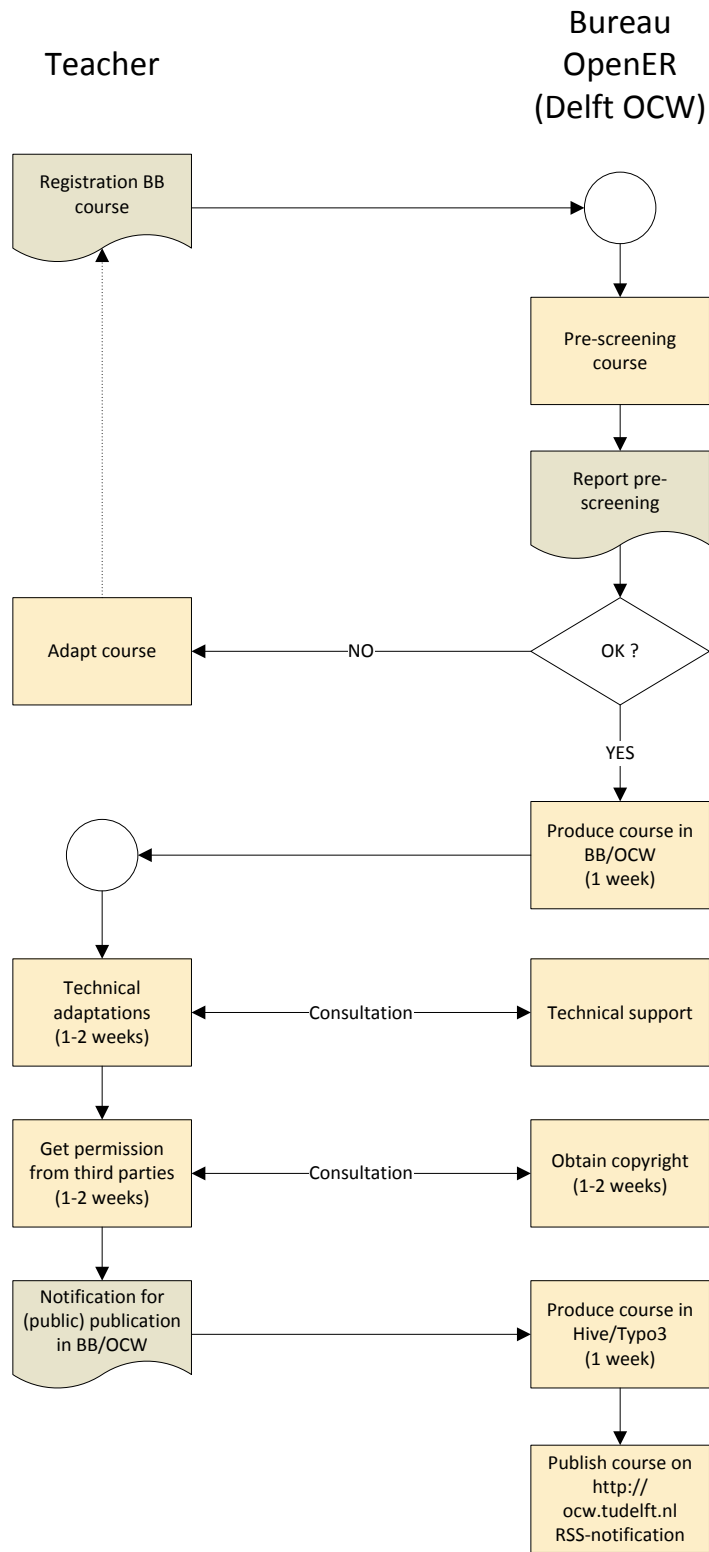 Teacher
Bureau
OpenER
(Delft OCW)
Registration BB
course
Pre-screening
course
Report pre-
screening
Adapt course
NO
OK ?
YES
Produce course in
BB/OCW
(1 week)
Technical
adaptations
(1-2 weeks)
Consultation
Technical support
Get permission
from third parties
(1-2 weeks)
Consultation
Obtain copyright
(1-2 weeks)
Notification for
(public) publication
in BB/OCW
Produce course in
Hive/Typo3
(1 week)
Publish course on
http://
ocw.tudelft.nl
RSS-notification